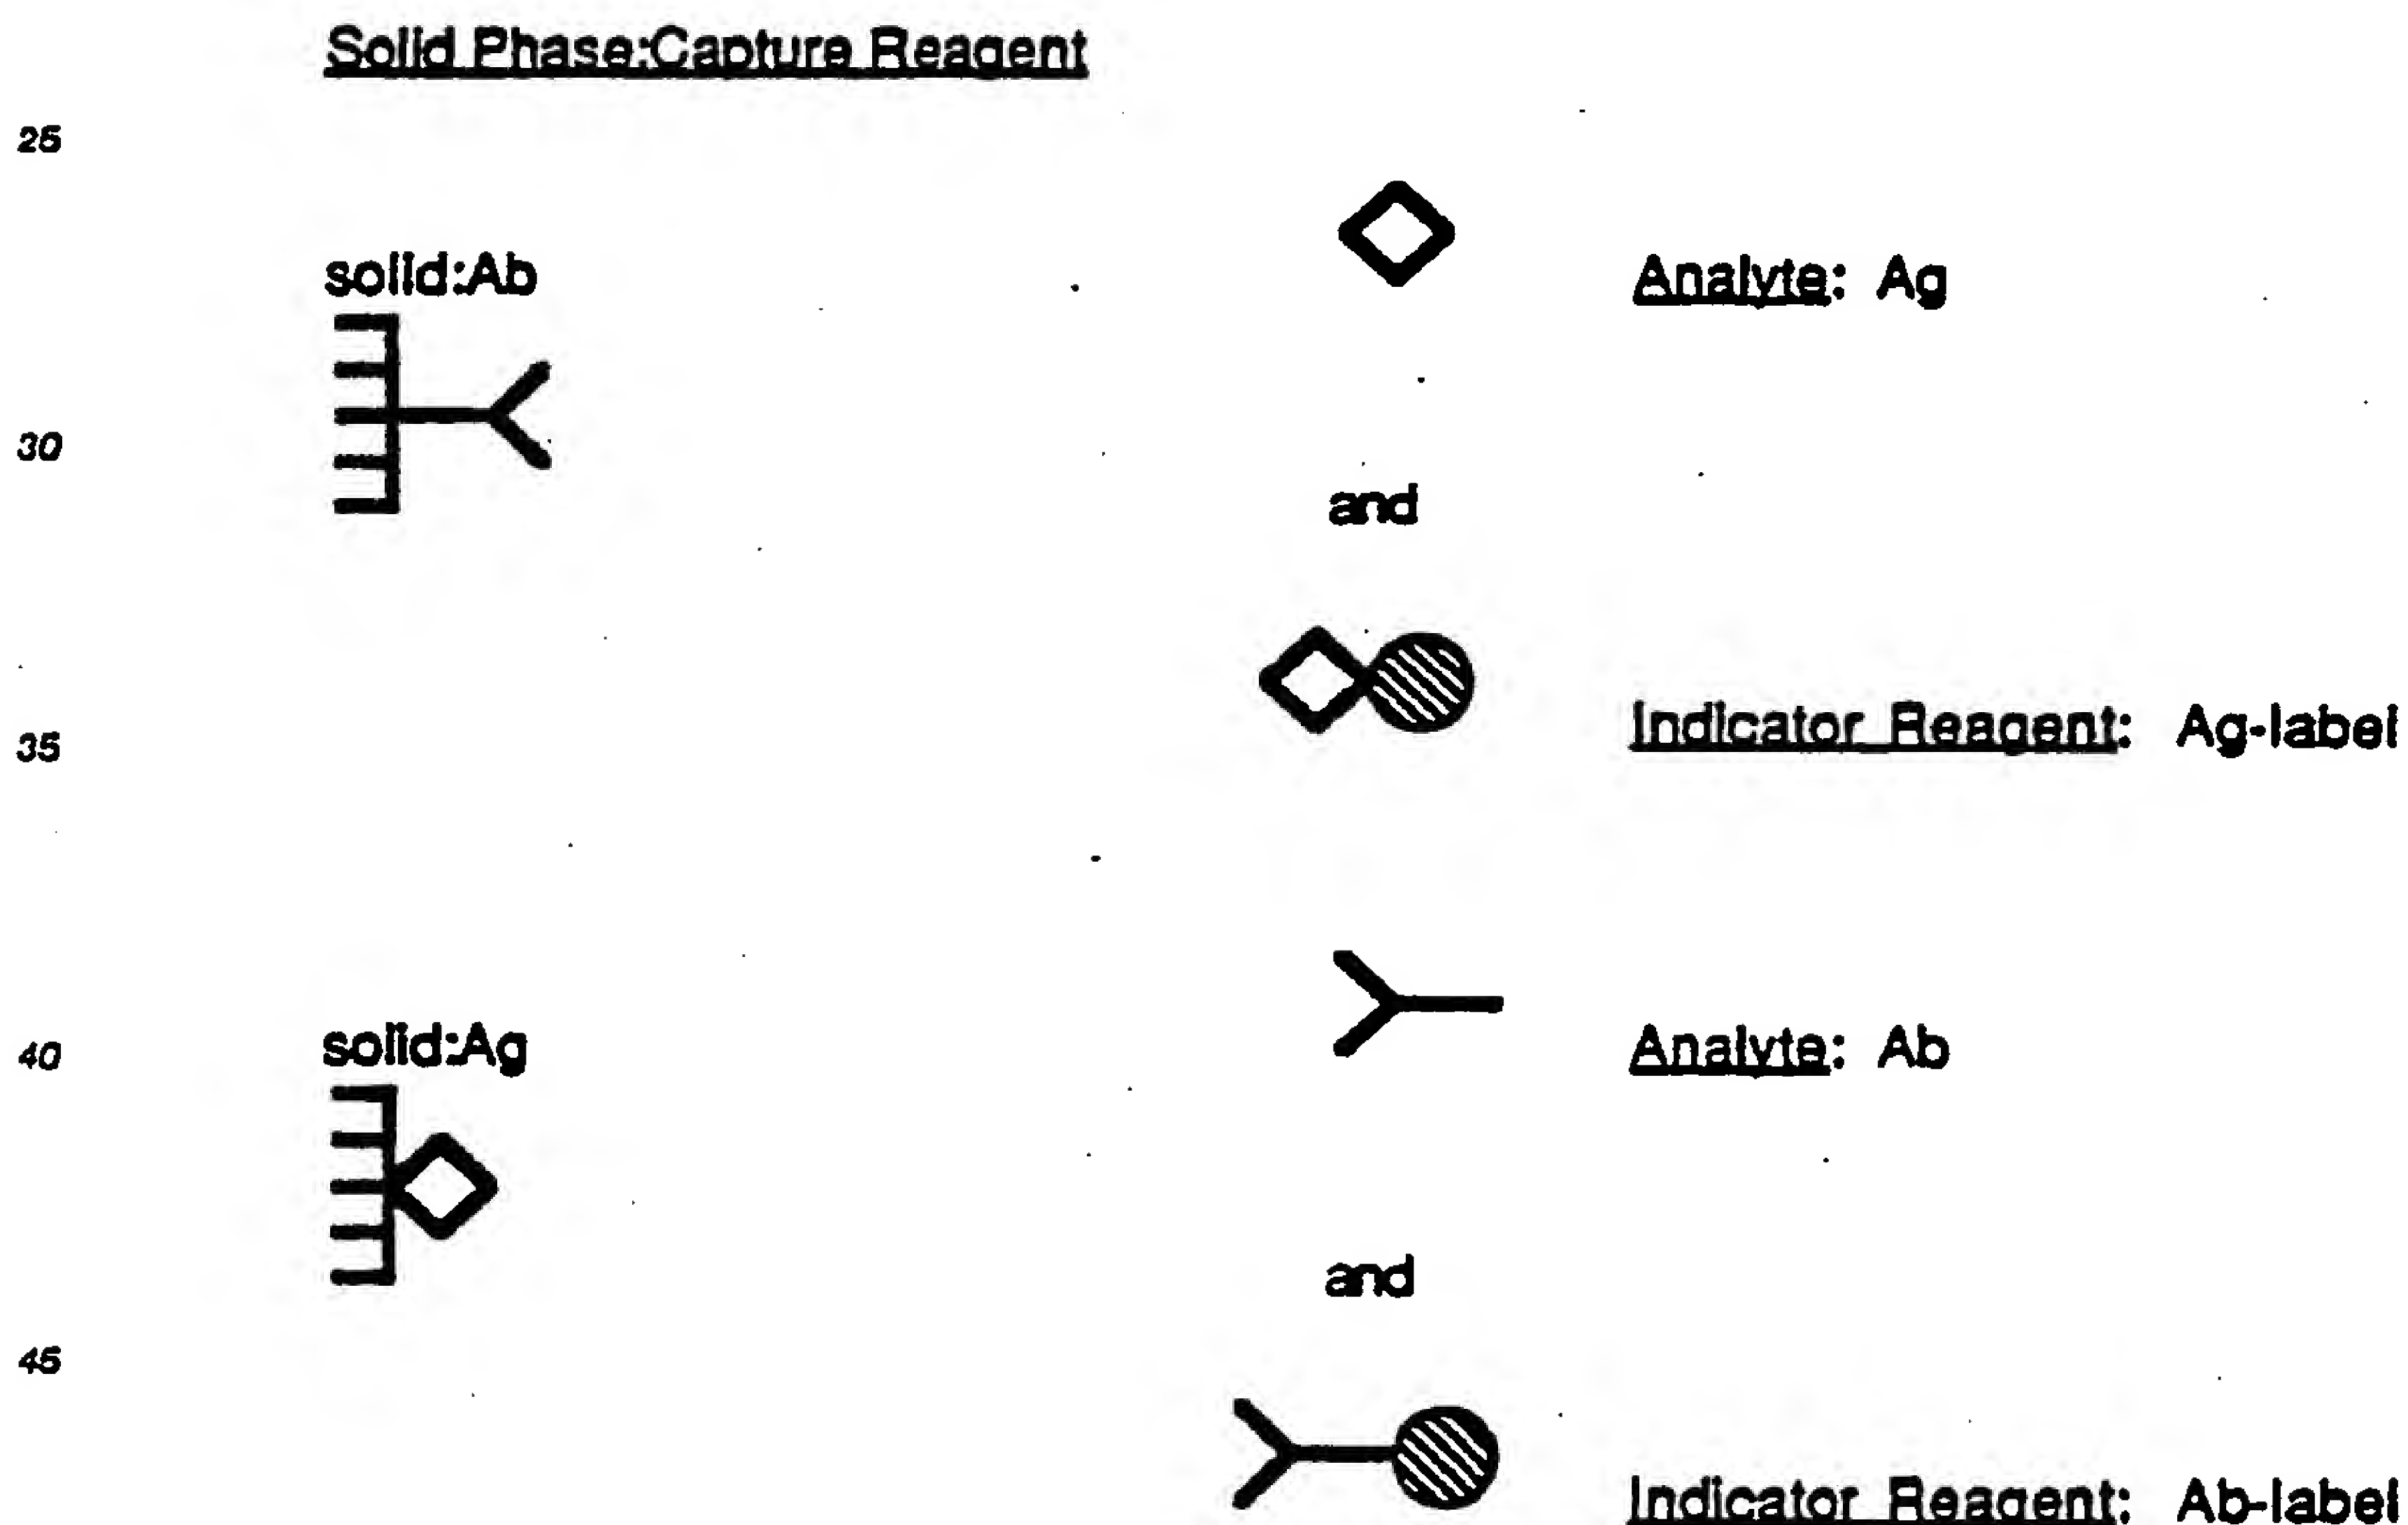 Solid Phase:Capture Reagent
25
solid:Ab
Analyte: Ag
30
and
35
Indicator Reagent: Ag-label
40
solid:Ag
Analyte: Ab
and
45
Indicator Reagent: Ab-label